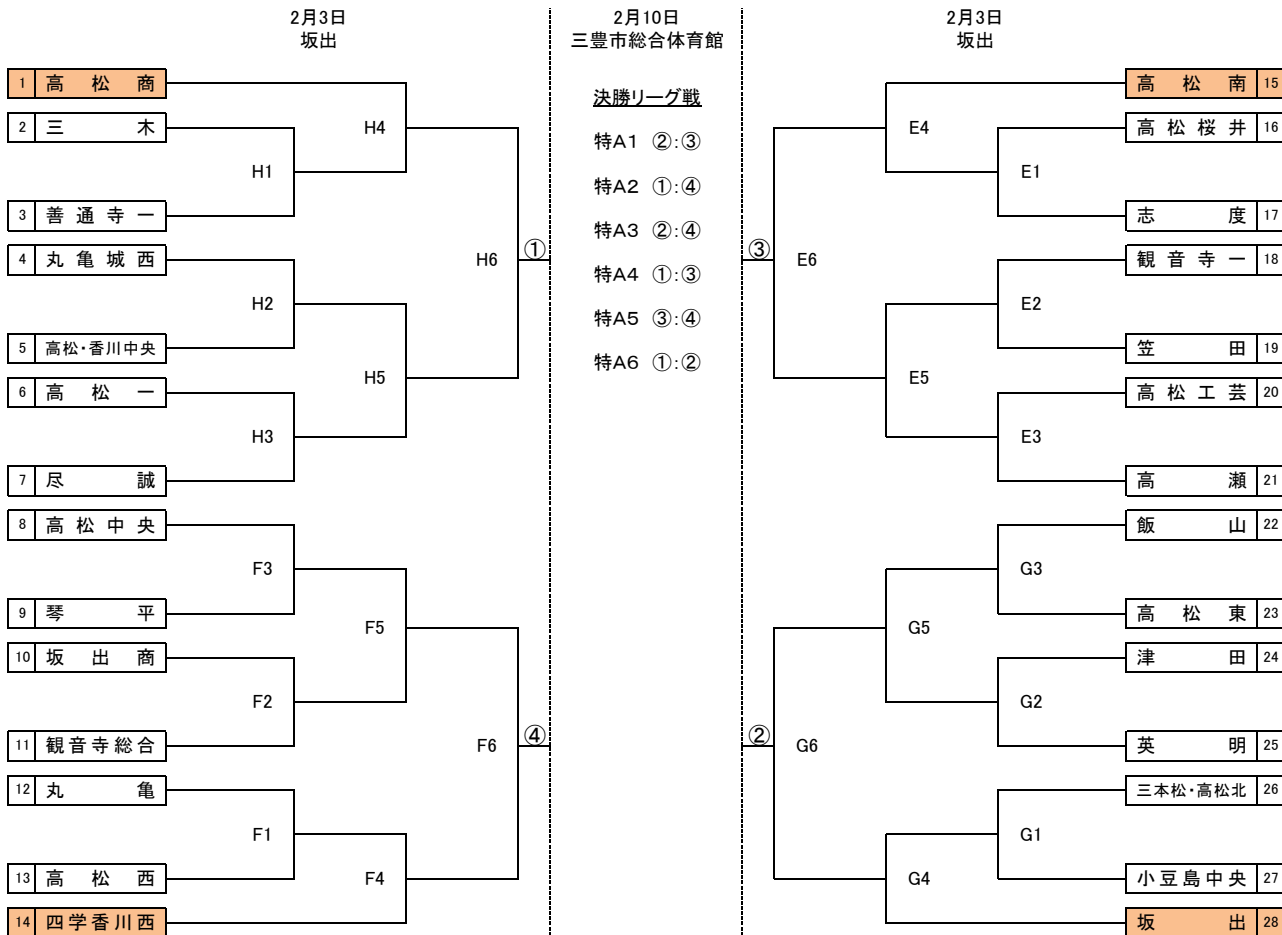 2月3日
坂出
2月10日
三豊市総合体育館
2月3日
坂出
決勝リーグ戦
特A1 ②:③
特A2 ①:④
特A3 ②:④
特A4 ①:③
特A5 ③:④
特A6 ①:②
1 高松商
2 三木
3 善通寺一
4 丸亀城西
5 高松・香川中央
6 高松一
7 尽誠
8 高松中央
9 琴平
10 坂出商
11 観音寺総合
12 丸亀
13 高松西
14 四学香川西
H4
H1
H6
①
H2
H5
H3
F3
F5
F2
F6
④
F1
F4
高松南 15
高松桜井 16
志度 17
観音寺一 18
笠田 19
高松工芸 20
高瀬 21
飯山 22
高松東 23
津田 24
英明 25
三本松・高松北 26
小豆島中央 27
坂出 28
E4
E1
③
E6
E2
E5
E3
G3
G5
G2
②
G6
G1
G4